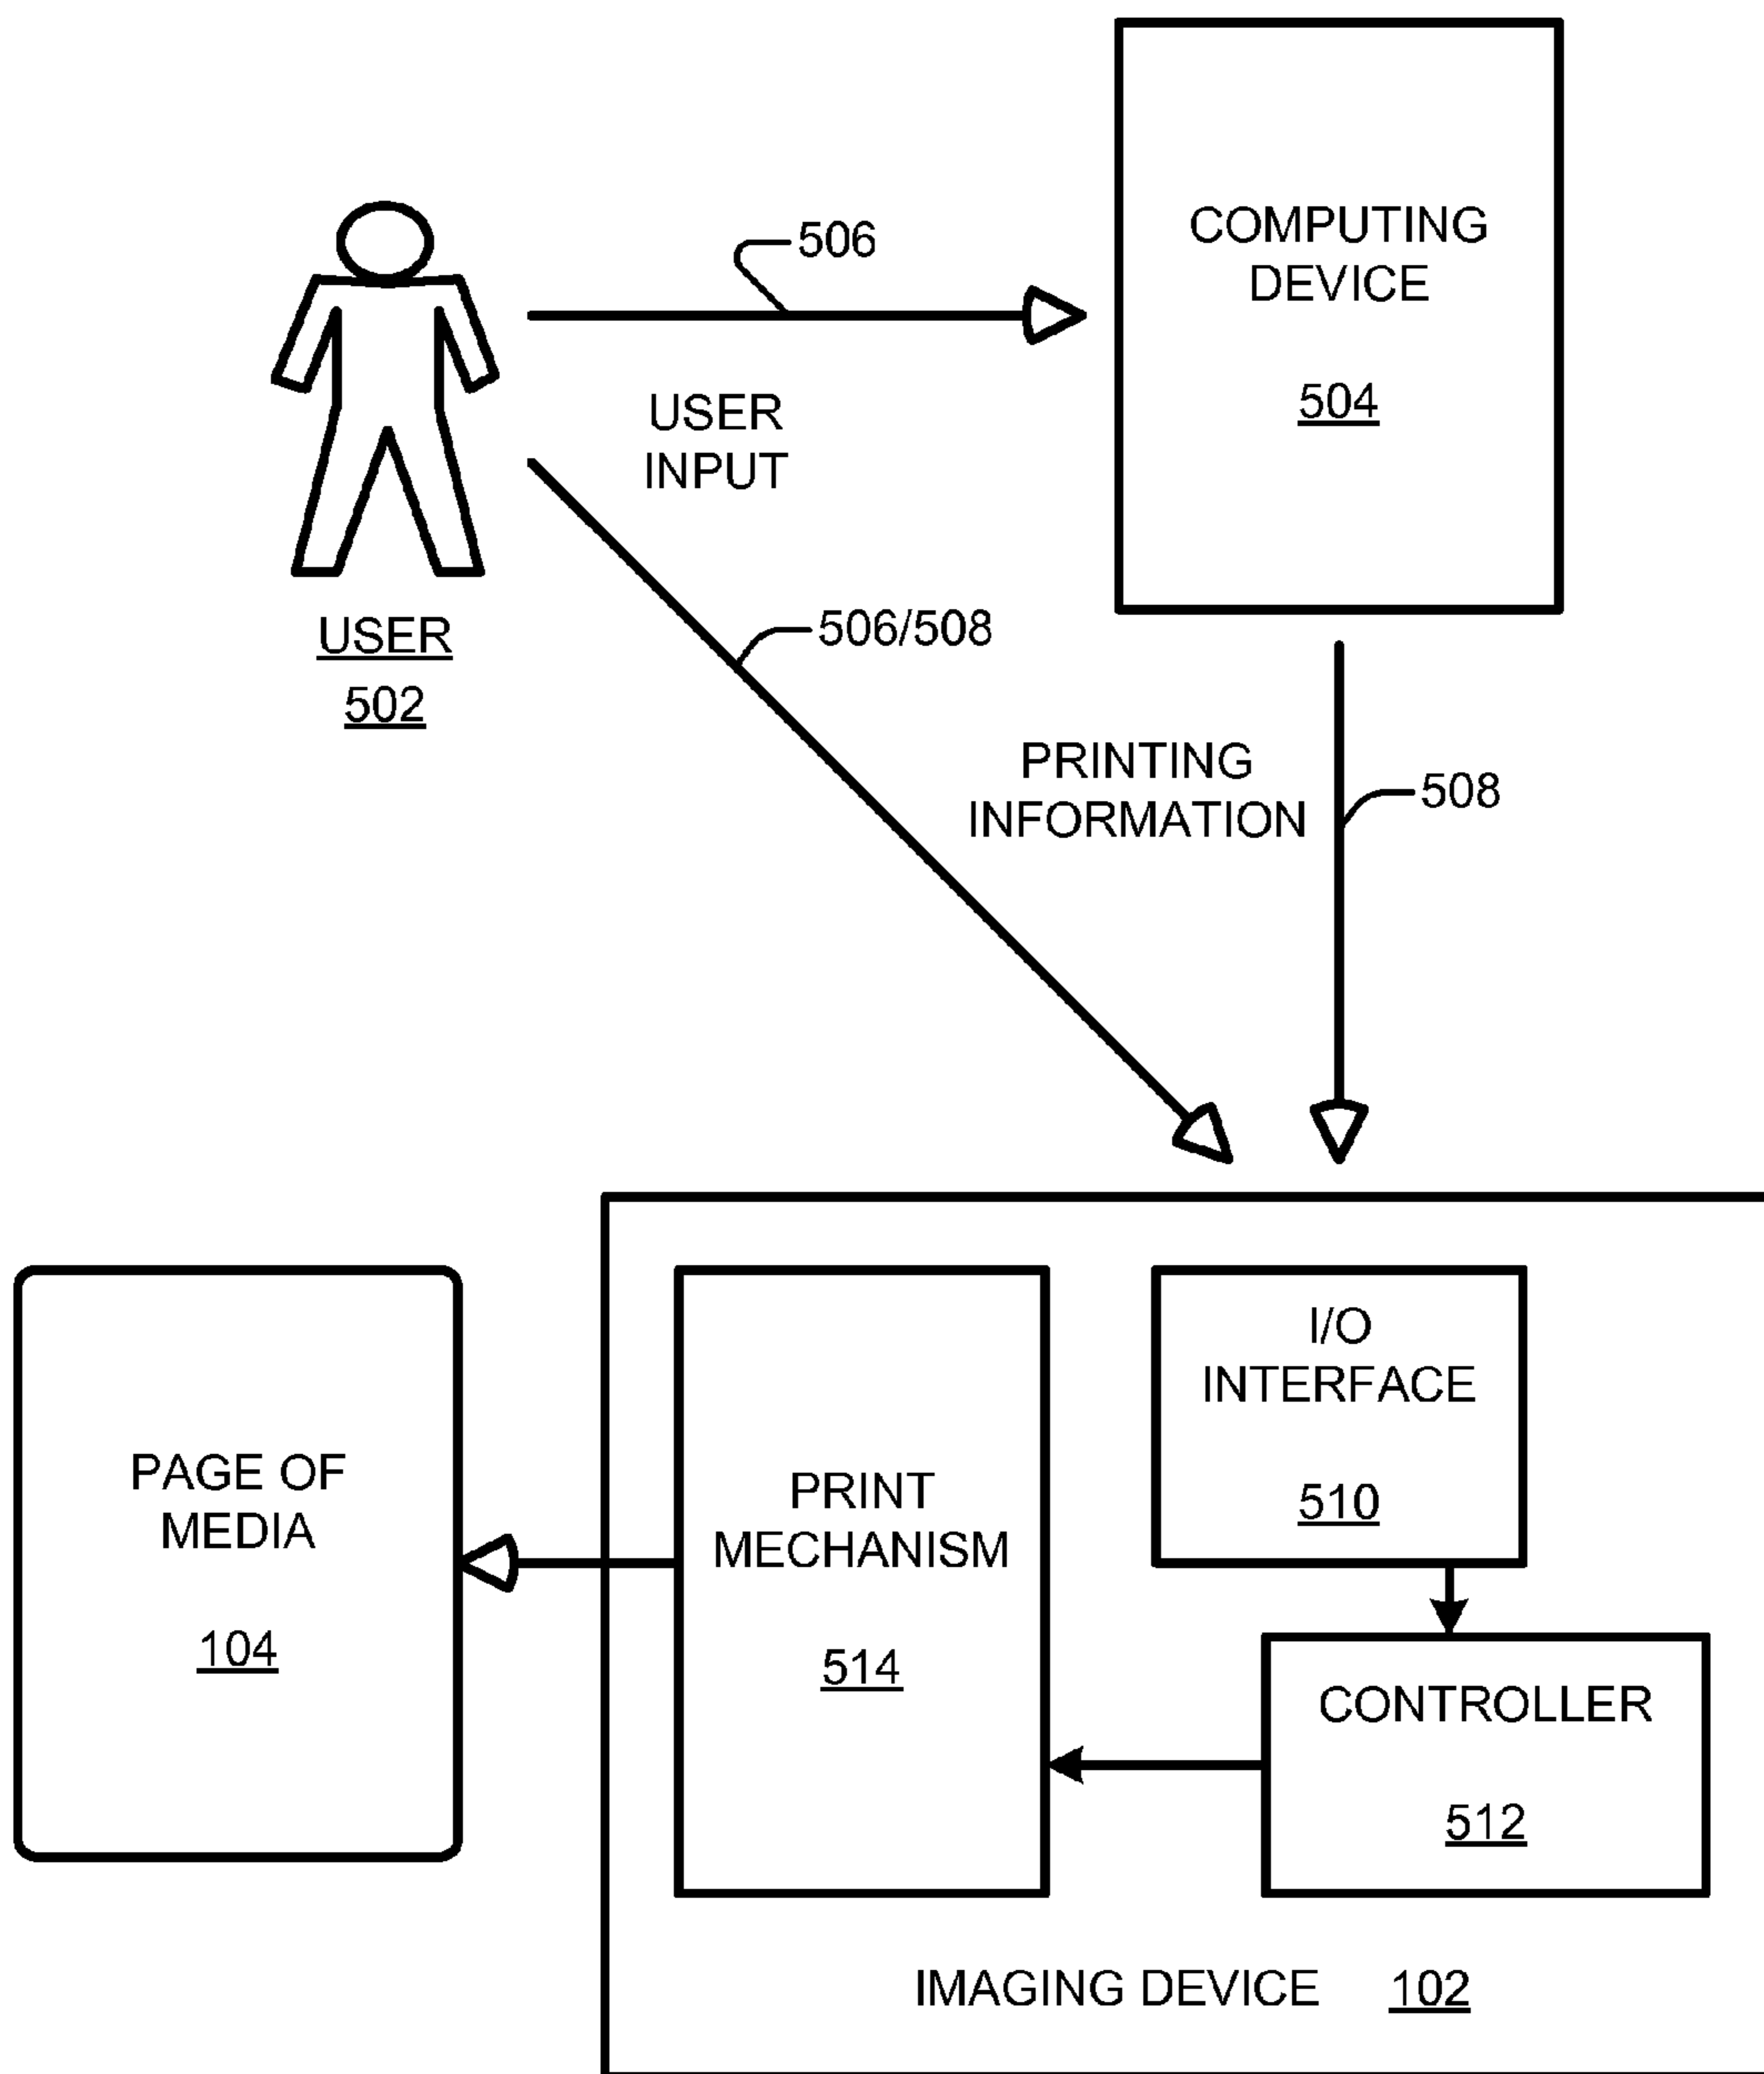 COMPUTING
DEVICE
504
506
USER
INPUT
USER
502
506/508
PRINTING
INFORMATION
508
I/O
INTERFACE
510
PAGE OF
MEDIA
104
PRINT
MECHANISM
514
CONTROLLER
512
IMAGING DEVICE 102